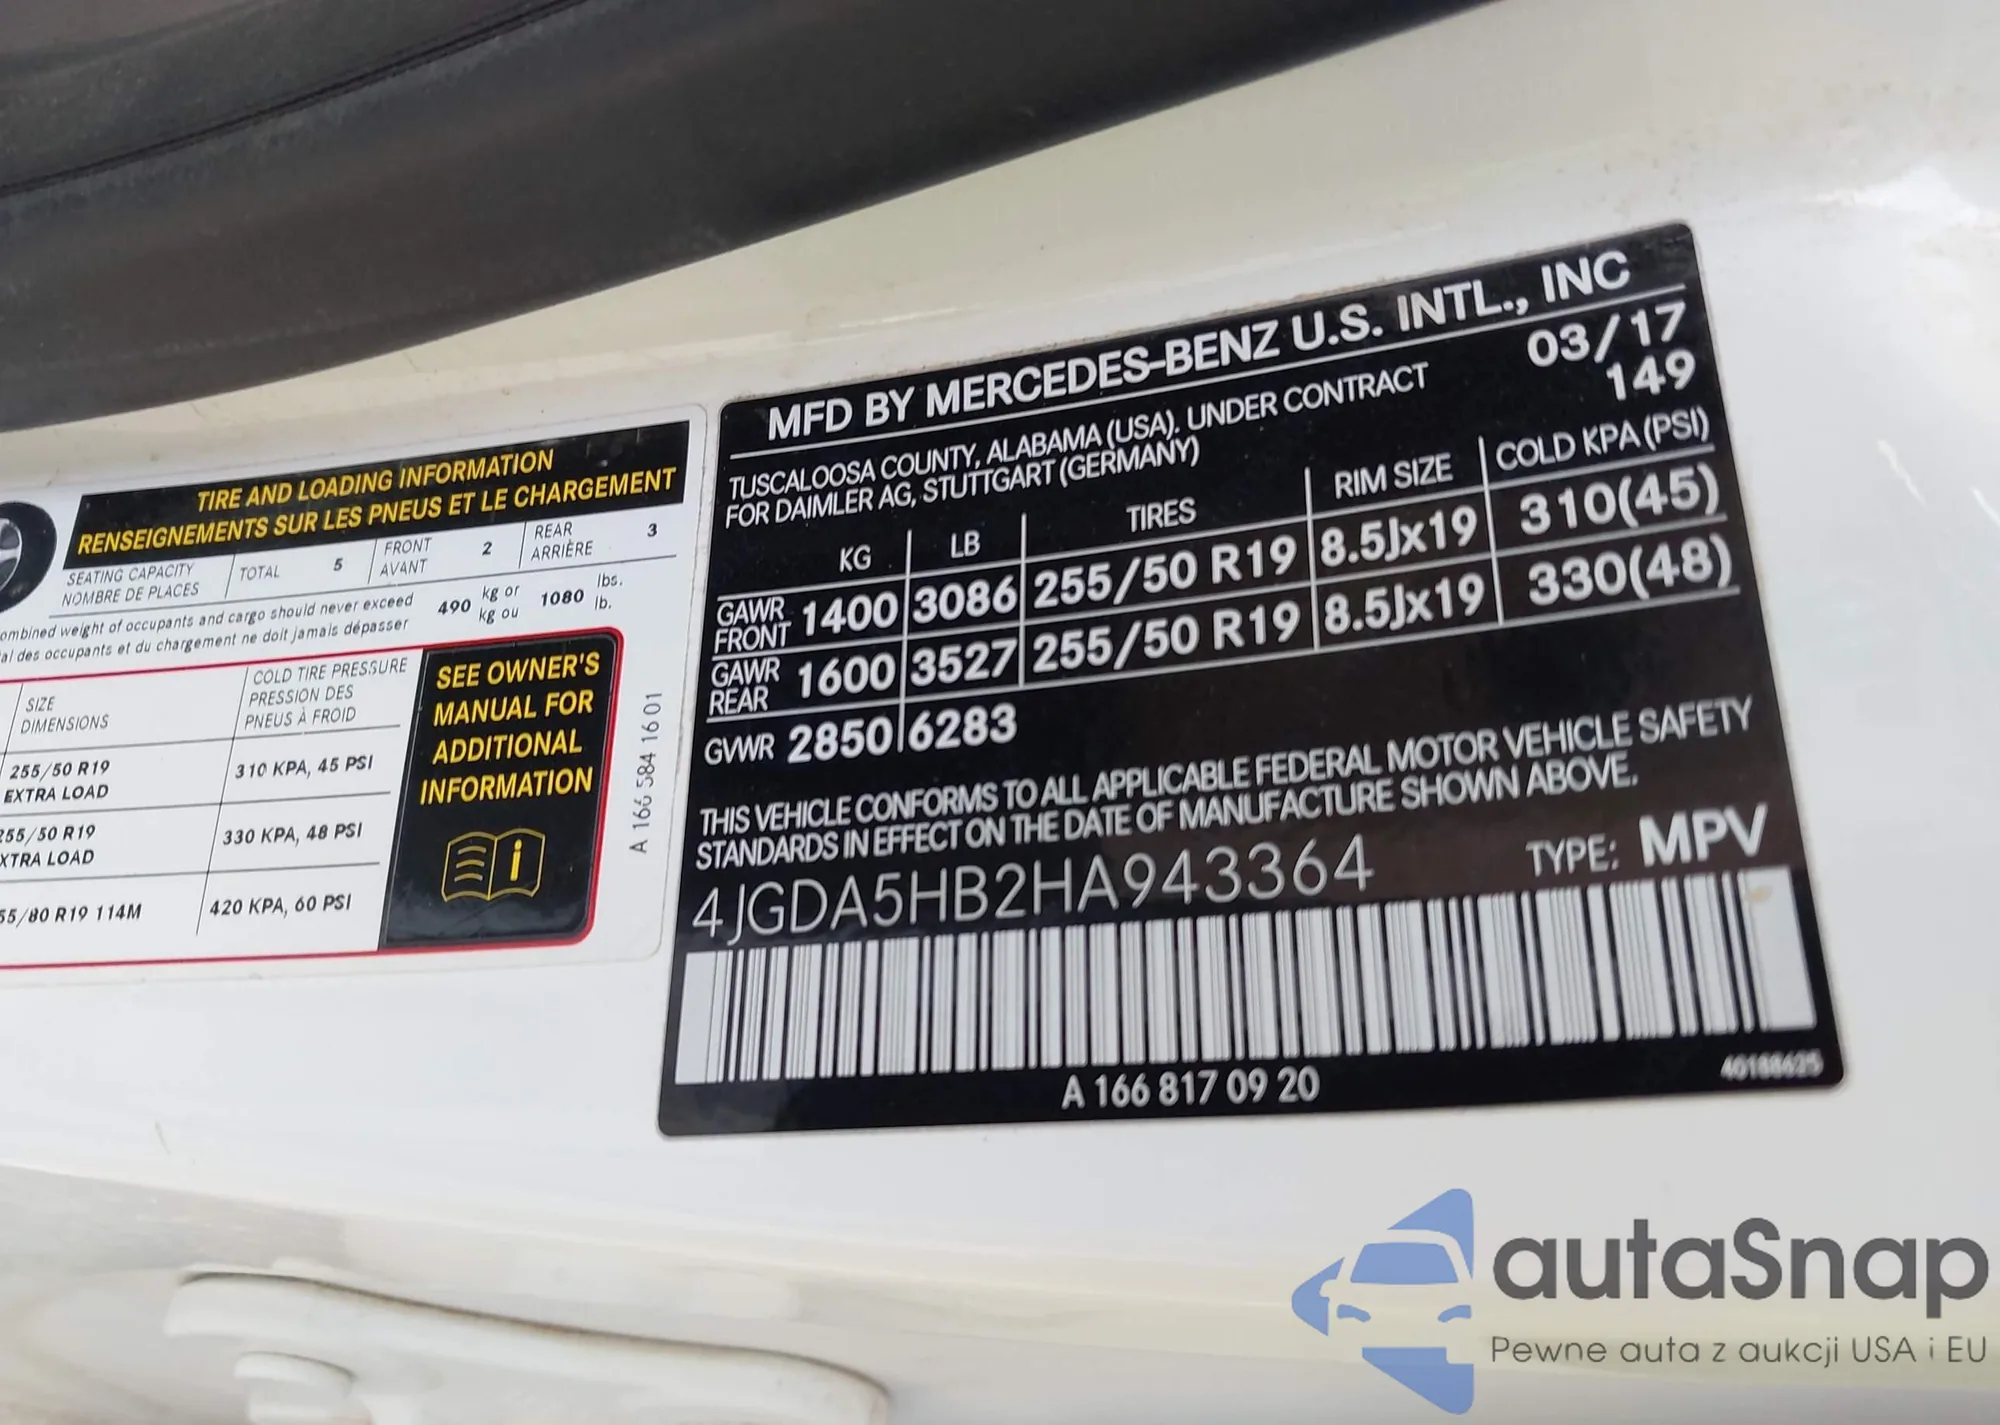 TIRE AND LOADING INFORMATION
RENSEIGNEMENTS SUR LES PNEUS ET LE CHARGEMENT
SEATING CAPACITY TOTAL 5 FRONT 2 REAR 3
NOMBRE DE PLACES AVANT ARRIÈRE
weight of occupants and cargo should never exceed 490 kg or 1080 lbs.
des occupants et du chargement ne doit jamais dépasser kg ou lb.
SIZE COLD TIRE PRESSURE
DIMENSIONS PRESSION DES
PNEUS À FROID
255/50 R19 310 KPA, 45 PSI
EXTRA LOAD
255/50 R19 330 KPA, 48 PSI
LOAD
R19 114M 420 KPA, 60 PSI
SEE OWNER'S
MANUAL FOR
ADDITIONAL
INFORMATION
A 166 584 16 01
MFD BY MERCEDES-BENZ U.S. INTL., INC
TUSCALOOSA COUNTY, ALABAMA (USA). UNDER CONTRACT 03/17
FOR DAIMLER AG, STUTTGART (GERMANY) 149
KG LB TIRES RIM SIZE COLD KPA (PSI)
GAWR FRONT 1400 3086 255/50 R19 8.5Jx19 310(45)
GAWR REAR 1600 3527 255/50 R19 8.5Jx19 330(48)
GVWR 2850 6283
THIS VEHICLE CONFORMS TO ALL APPLICABLE FEDERAL MOTOR VEHICLE SAFETY
STANDARDS IN EFFECT ON THE DATE OF MANUFACTURE SHOWN ABOVE.
4JGDA5HB2HA943364 TYPE: MPV
A 166 817 09 20
40188625
autaSnap
Pewne auta z aukcji USA i EU